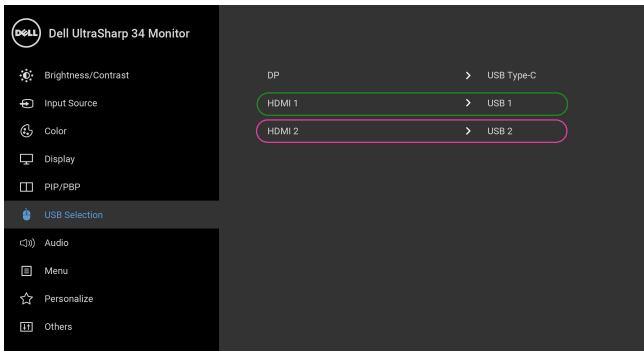 DELL
Dell UltraSharp 34 Monitor
Brightness/Contrast
Input Source
Color
Display
PIP/PBP
USB Selection
Audio
Menu
Personalize
Others
DP > USB Type-C
HDMI 1 > USB 1
HDMI 2 > USB 2